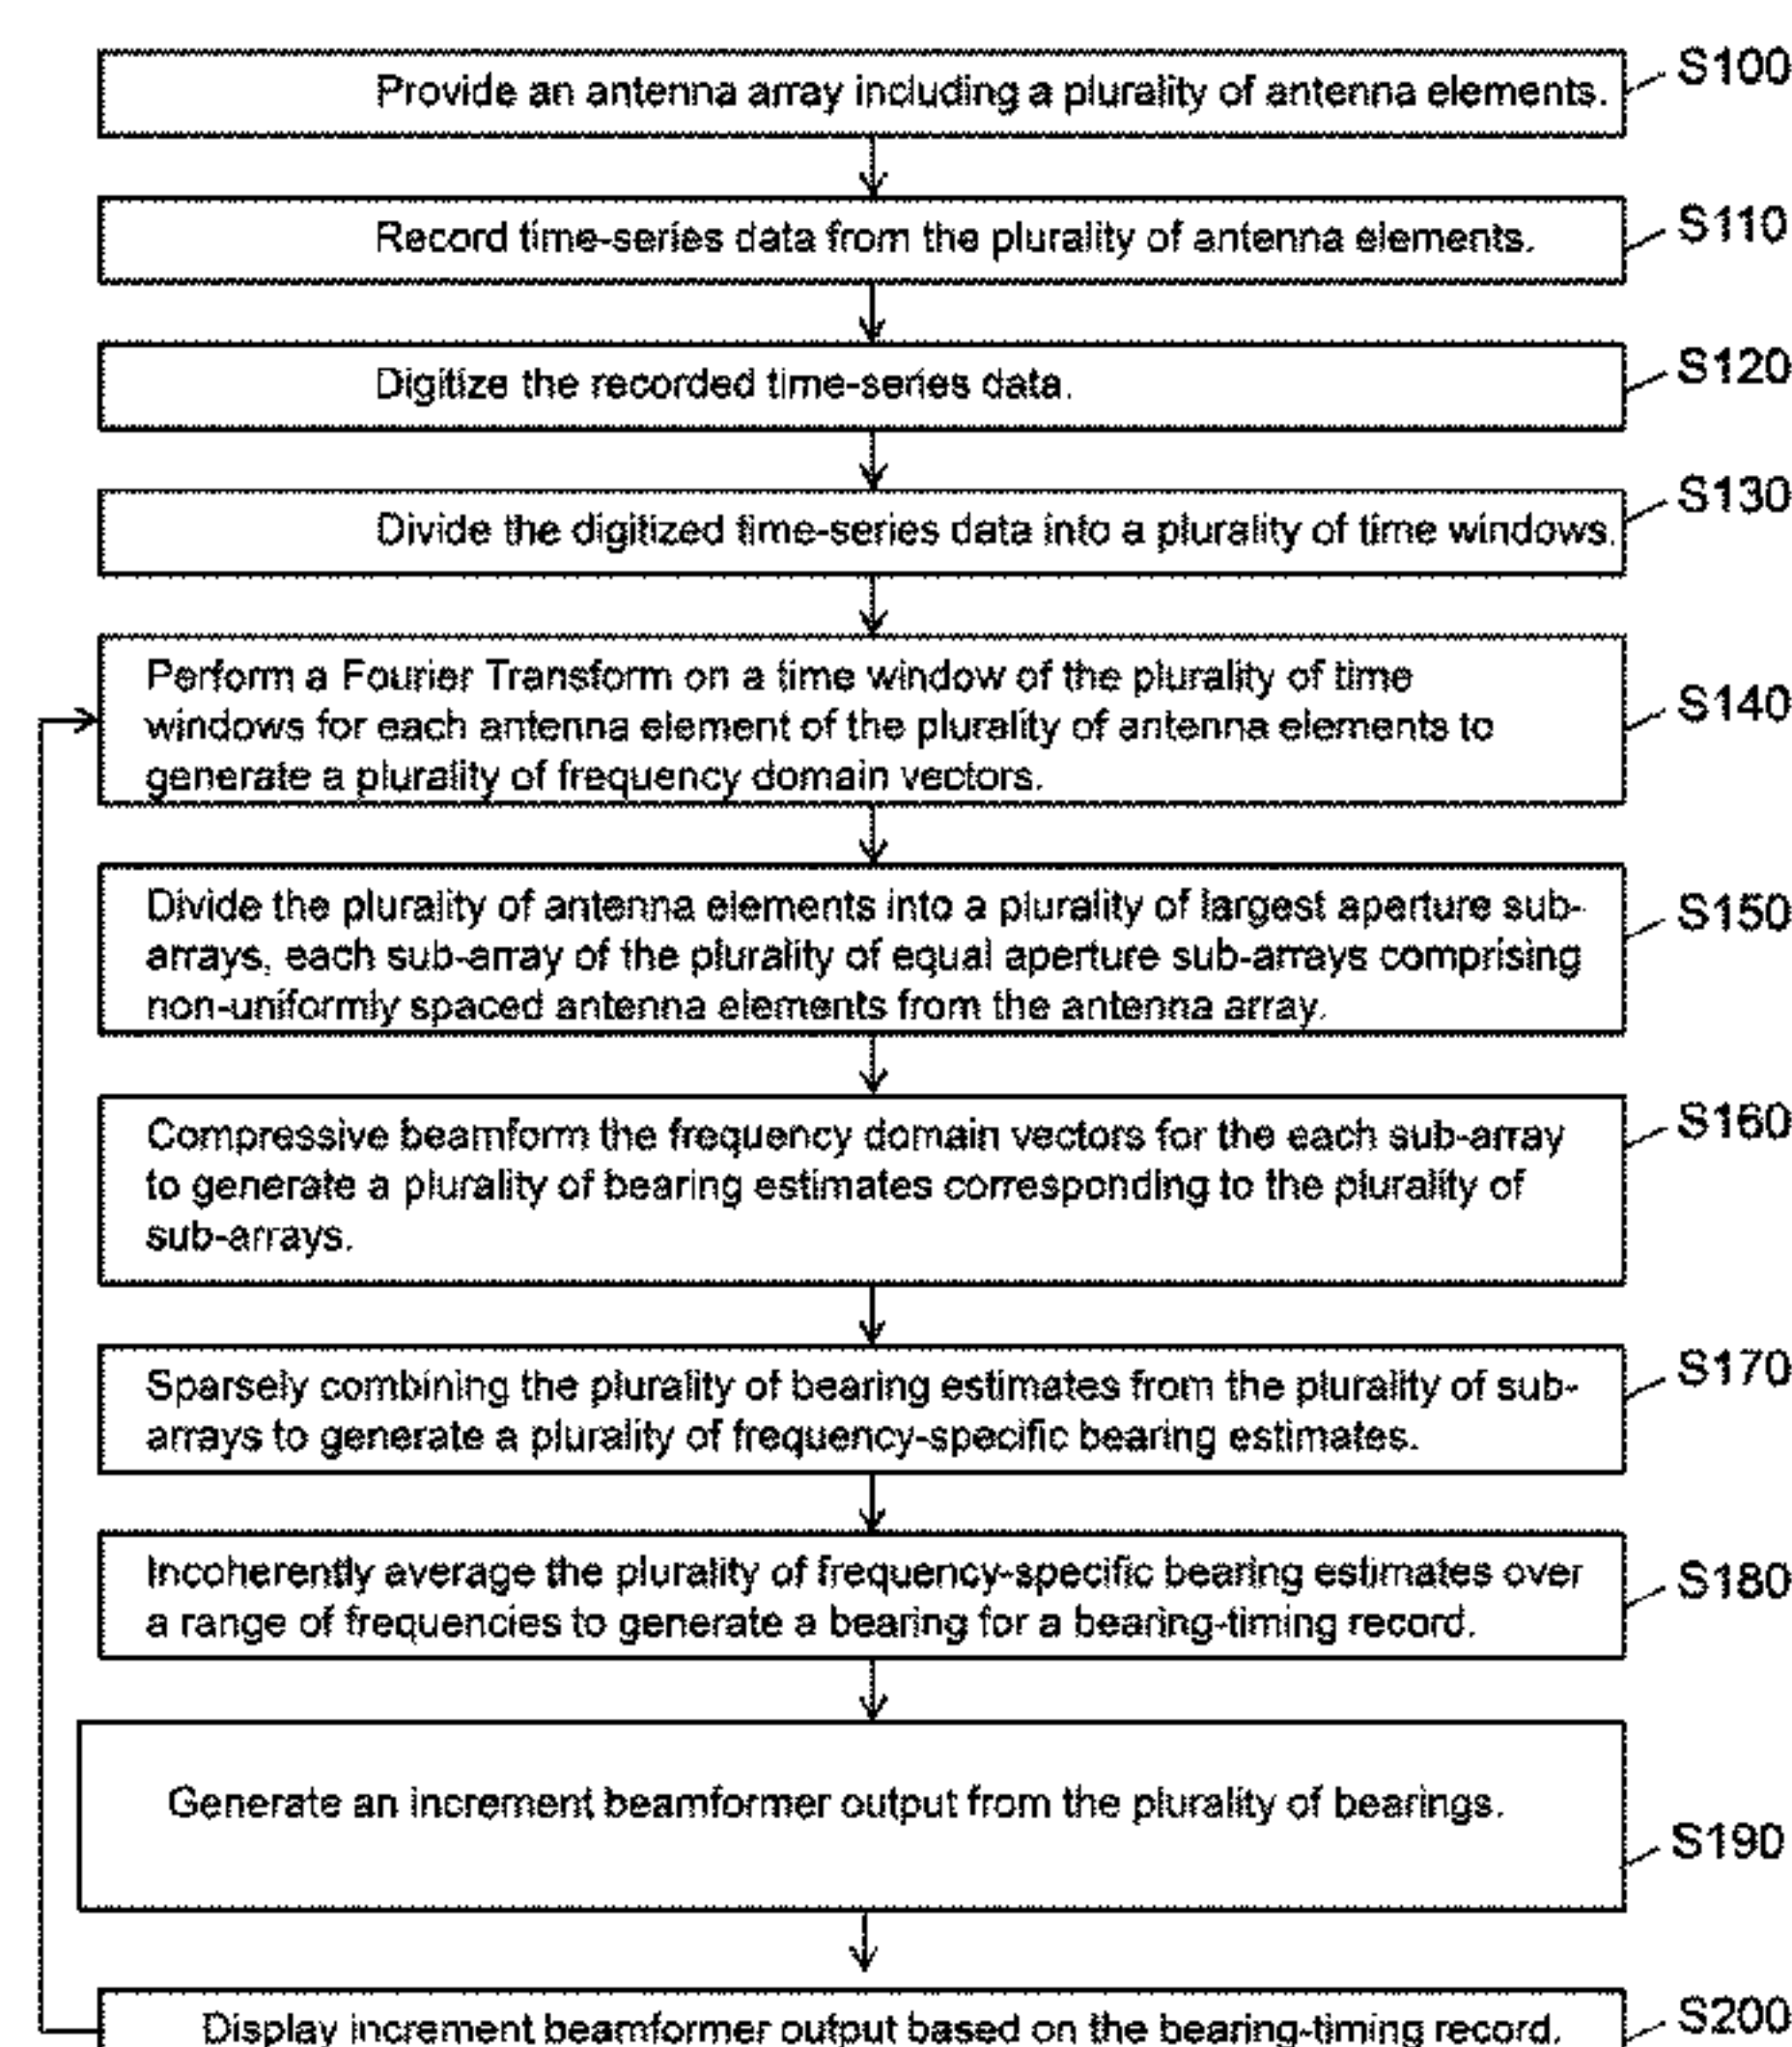 Provide an antenna array including a plurality of antenna elements.
S100
Record time-series data from the plurality of antenna elements.
S110
Digitize the recorded time-series data.
S120
Divide the digitized time-series data into a plurality of time windows.
S130
Perform a Fourier Transform on a time window of the plurality of time
windows for each antenna element of the plurality of antenna elements to
generate a plurality of frequency domain vectors.
S140
Divide the plurality of antenna elements into a plurality of largest aperture sub-
arrays, each sub-array of the plurality of equal aperture sub-arrays comprising
non-uniformly spaced antenna elements from the antenna array.
S150
Compressive beamform the frequency domain vectors for the each sub-array
to generate a plurality of bearing estimates corresponding to the plurality of
sub-arrays.
S160
Sparsely combining the plurality of bearing estimates from the plurality of sub-
arrays to generate a plurality of frequency-specific bearing estimates.
S170
Incoherently average the plurality of frequency-specific bearing estimates over
a range of frequencies to generate a bearing for a bearing-timing record.
S180
Generate an increment beamformer output from the plurality of bearings.
S190
Display increment beamformer output based on the bearing-timing record.
S200